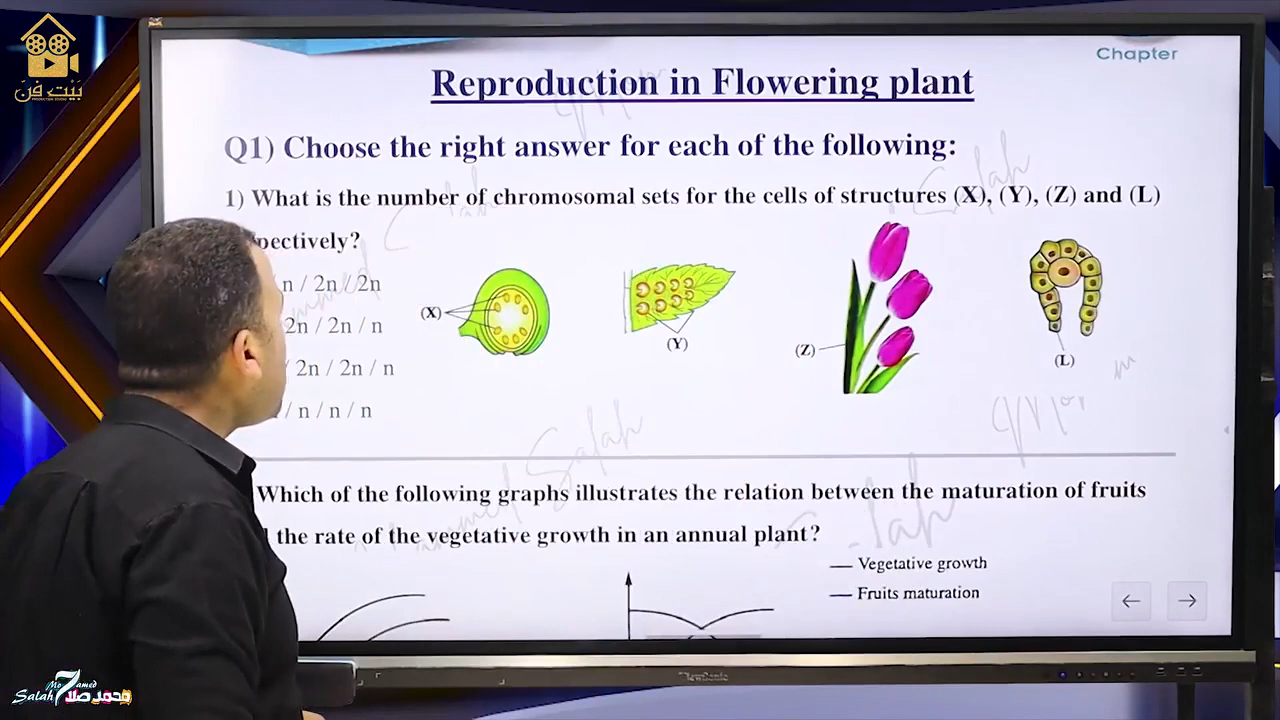 بَيْت فَنّ
PRODUCTION STUDIO
Chapter
Reproduction in Flowering plant
Q1) Choose the right answer for each of the following:
1) What is the number of chromosomal sets for the cells of structures (X), (Y), (Z) and (L)
pectively?
n / 2n / 2n
2n / 2n / n
/ 2n / 2n / n
/ n / n / n
(X)
(Y)
(Z)
(L)
Which of the following graphs illustrates the relation between the maturation of fruits
the rate of the vegetative growth in an annual plant?
Vegetative growth
Fruits maturation
Salah
محمد صلاح